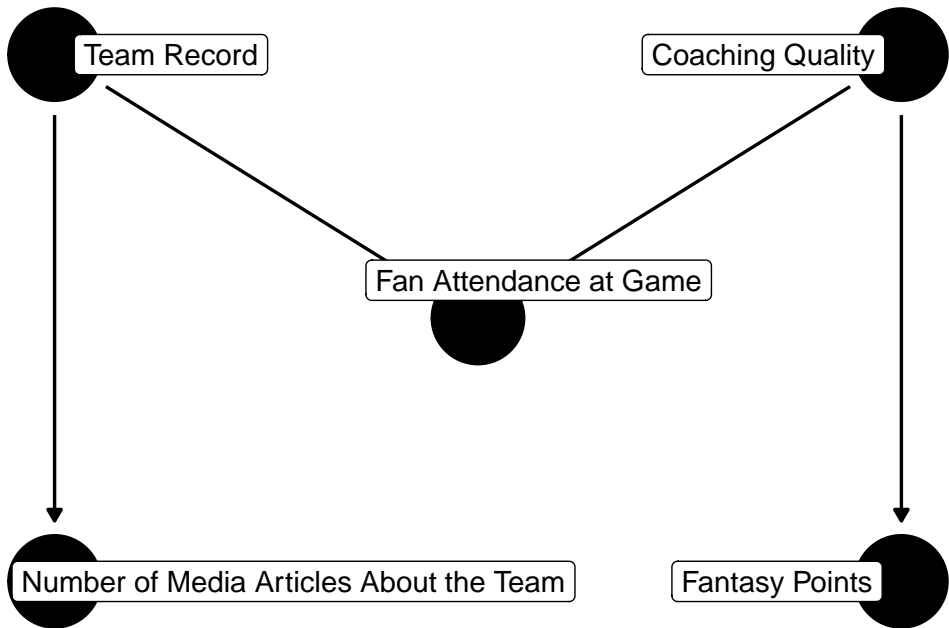 Team Record
Coaching Quality
Fan Attendance at Game
Number of Media Articles About the Team
Fantasy Points